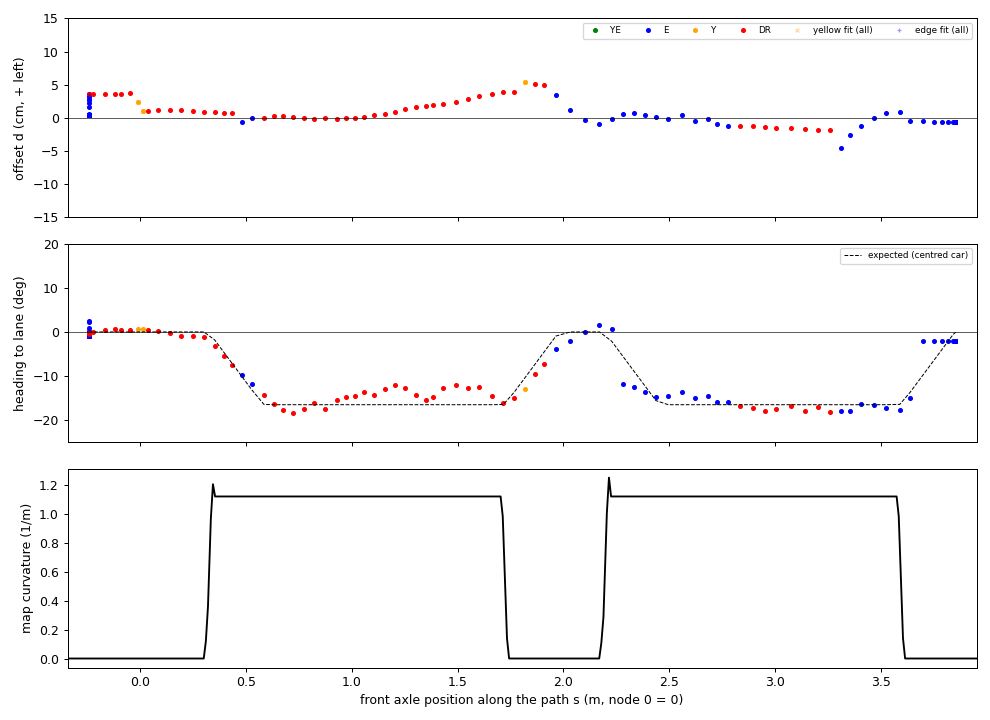 15
10
5
0
−5
−10
−15
offset d (cm, + left)
YE E Y DR yellow fit (all) edge fit (all)
20
10
0
−10
−20
heading to lane (deg)
expected (centred car)
1.2
1.0
0.8
0.6
0.4
0.2
0.0
map curvature (1/m)
0.0 0.5 1.0 1.5 2.0 2.5 3.0 3.5
front axle position along the path s (m, node 0 = 0)